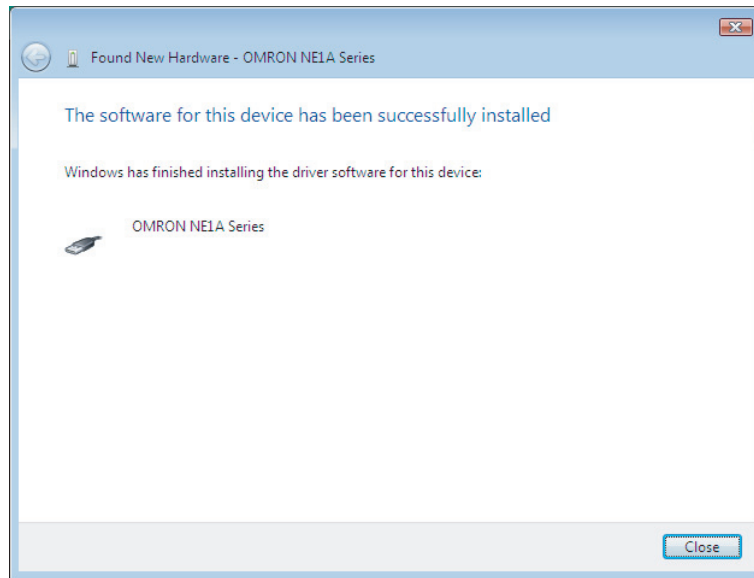 Found New Hardware - OMRON NE1A Series
The software for this device has been successfully installed
Windows has finished installing the driver software for this device:
OMRON NE1A Series
Close